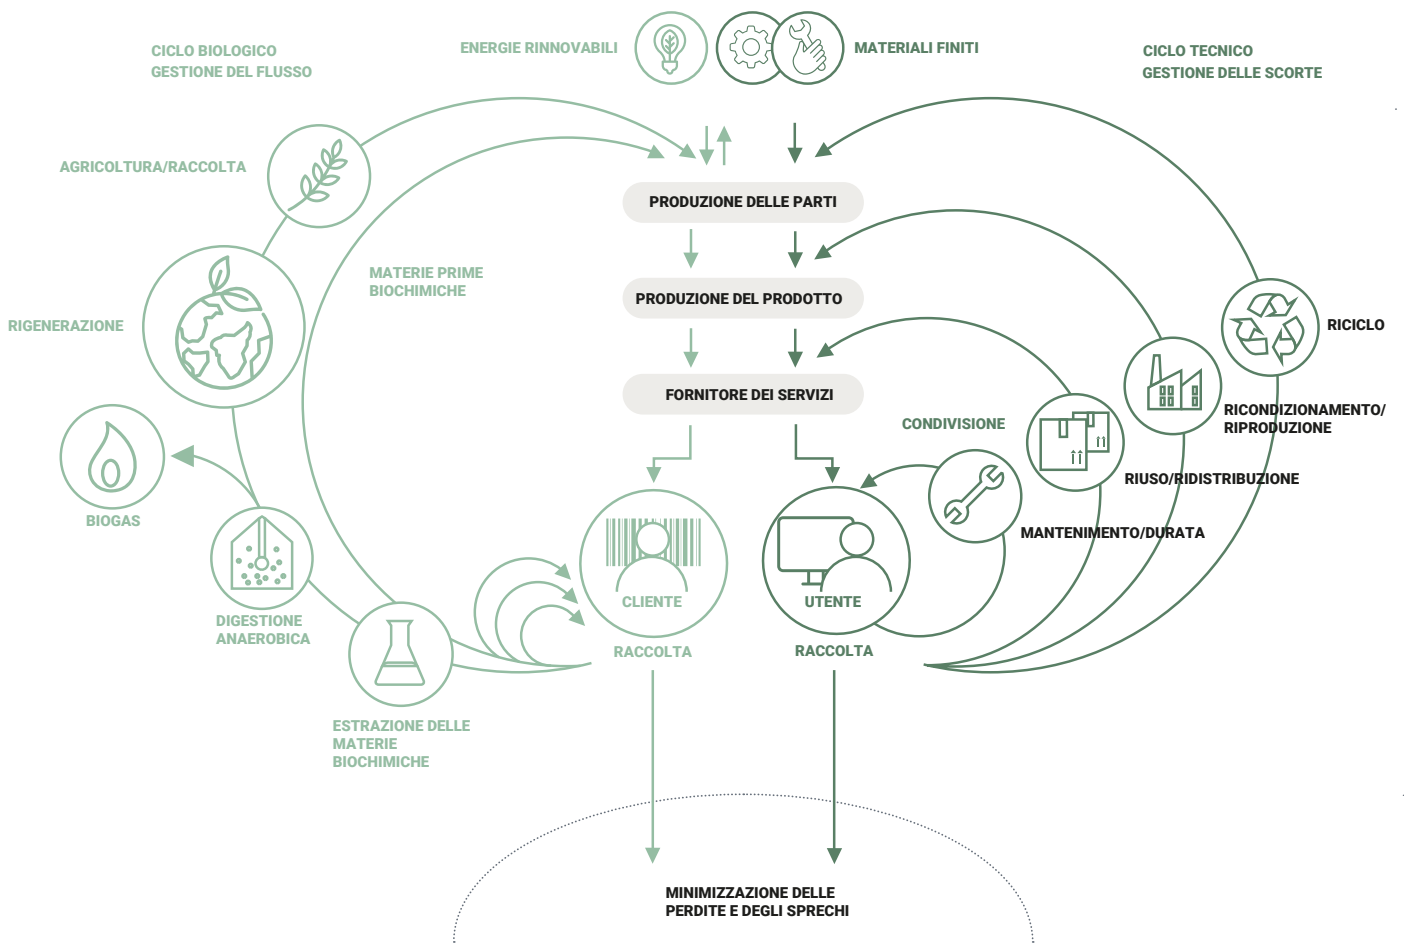 CICLO BIOLOGICO
GESTIONE DEL FLUSSO
ENERGIE RINNOVABILI
MATERIALI FINITI
CICLO TECNICO
GESTIONE DELLE SCORTE
AGRICOLTURA/RACCOLTA
PRODUZIONE DELLE PARTI
MATERIE PRIME
BIOCHIMICHE
PRODUZIONE DEL PRODOTTO
RIGENERAZIONE
RICICLO
FORNITORE DEI SERVIZI
RICONDIZIONAMENTO/
RIPRODUZIONE
CONDIVISIONE
RIUSO/RIDISTRIBUZIONE
BIOGAS
MANTENIMENTO/DURATA
CLIENTE
UTENTE
DIGESTIONE
ANAEROBICA
RACCOLTA
RACCOLTA
ESTRAZIONE DELLE
MATERIE
BIOCHIMICHE
MINIMIZZAZIONE DELLE
PERDITE E DEGLI SPRECHI